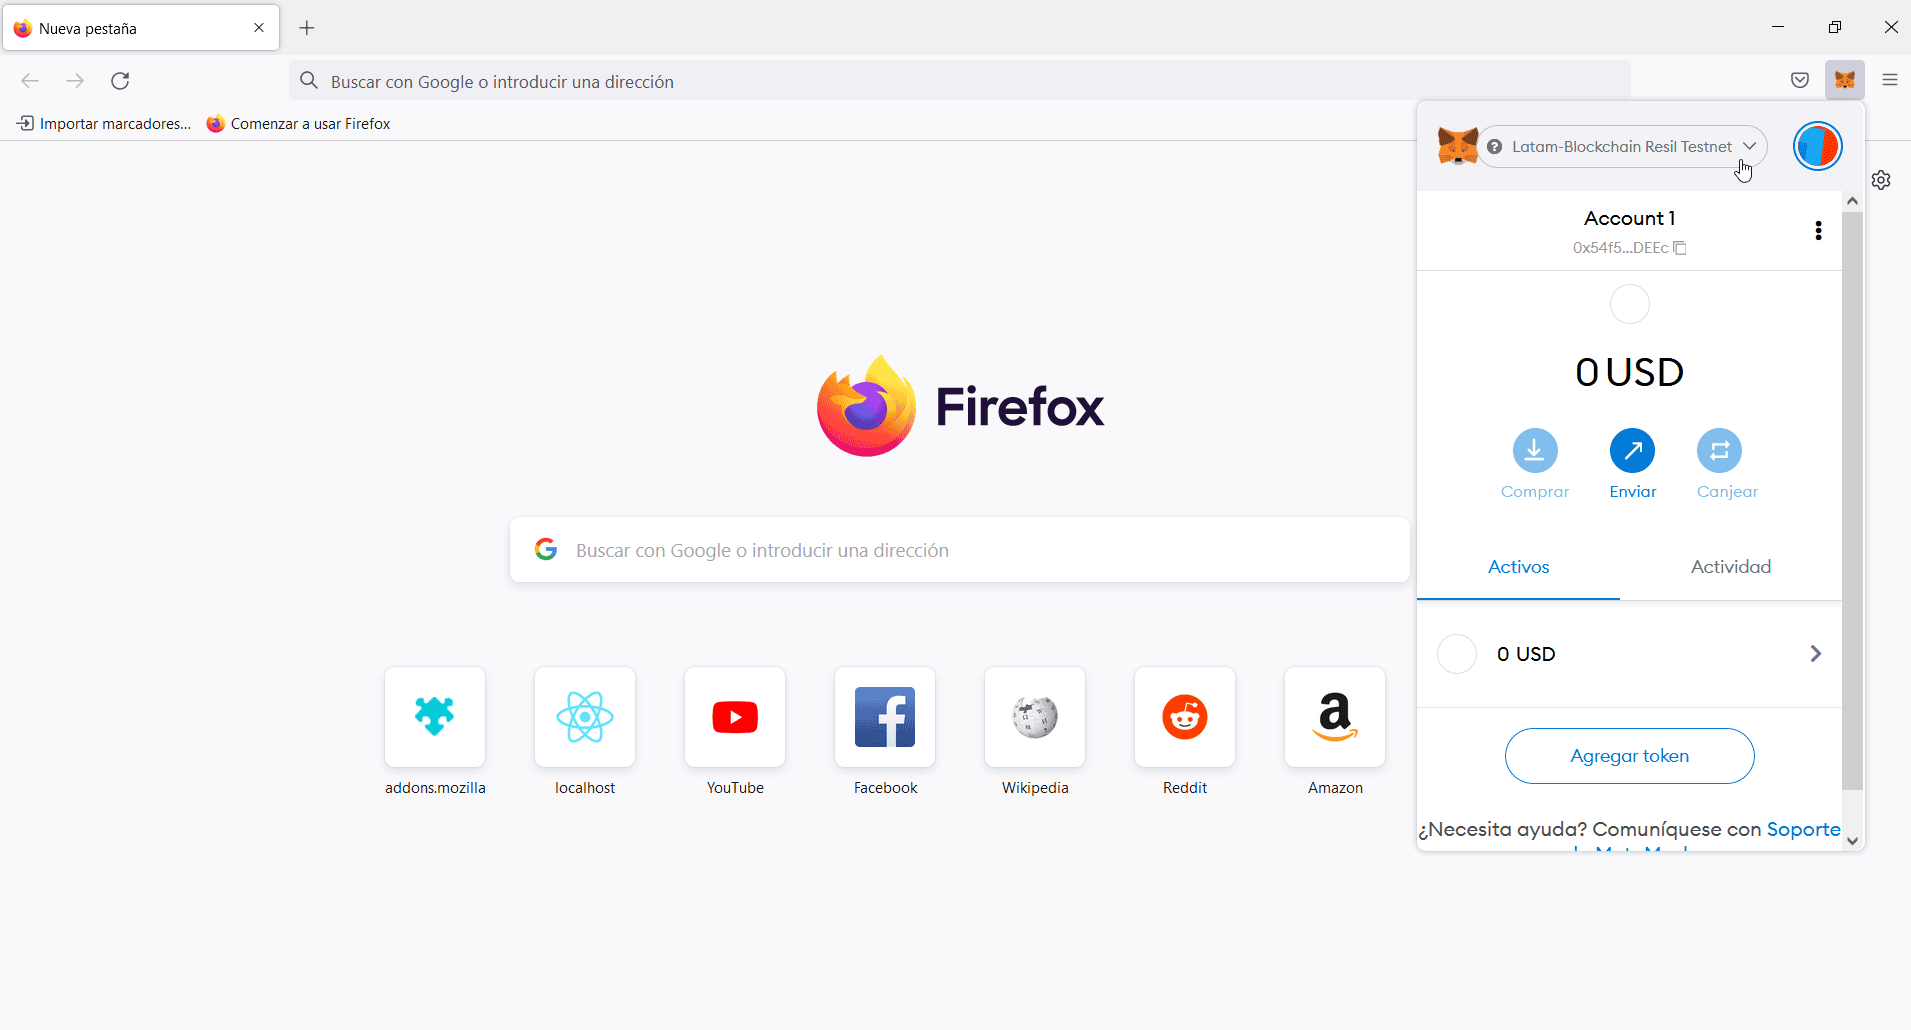 Nueva pestaña
Buscar con Google o introducir una dirección
Importar marcadores...
Comenzar a usar Firefox
Latam-Blockchain Resil Testnet
Account 1
0x54f5...DEEc
0 USD
Comprar
Enviar
Canjear
Activos
Actividad
0 USD
Agregar token
¿Necesita ayuda? Comuníquese con Soporte
Firefox
Buscar con Google o introducir una dirección
addons.mozilla
localhost
YouTube
Facebook
Wikipedia
Reddit
Amazon